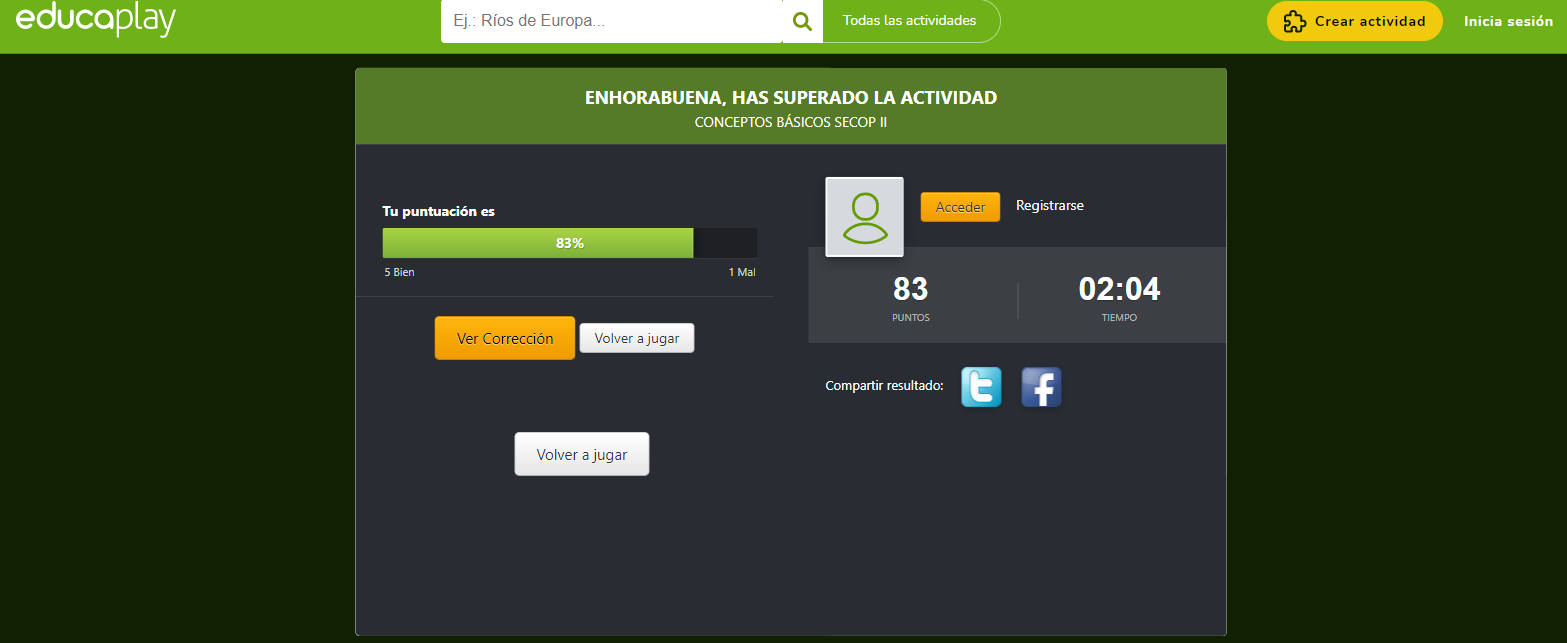 educaplay
Ej.: Ríos de Europa...
Todas las actividades
Crear actividad
Inicia sesión
ENHORABUENA, HAS SUPERADO LA ACTIVIDAD
CONCEPTOS BÁSICOS SECOP II
Tu puntuación es
83%
5 Bien
1 Mal
Ver Corrección
Volver a jugar
Volver a jugar
Acceder
Registrarse
83
PUNTOS
02:04
TIEMPO
Compartir resultado: